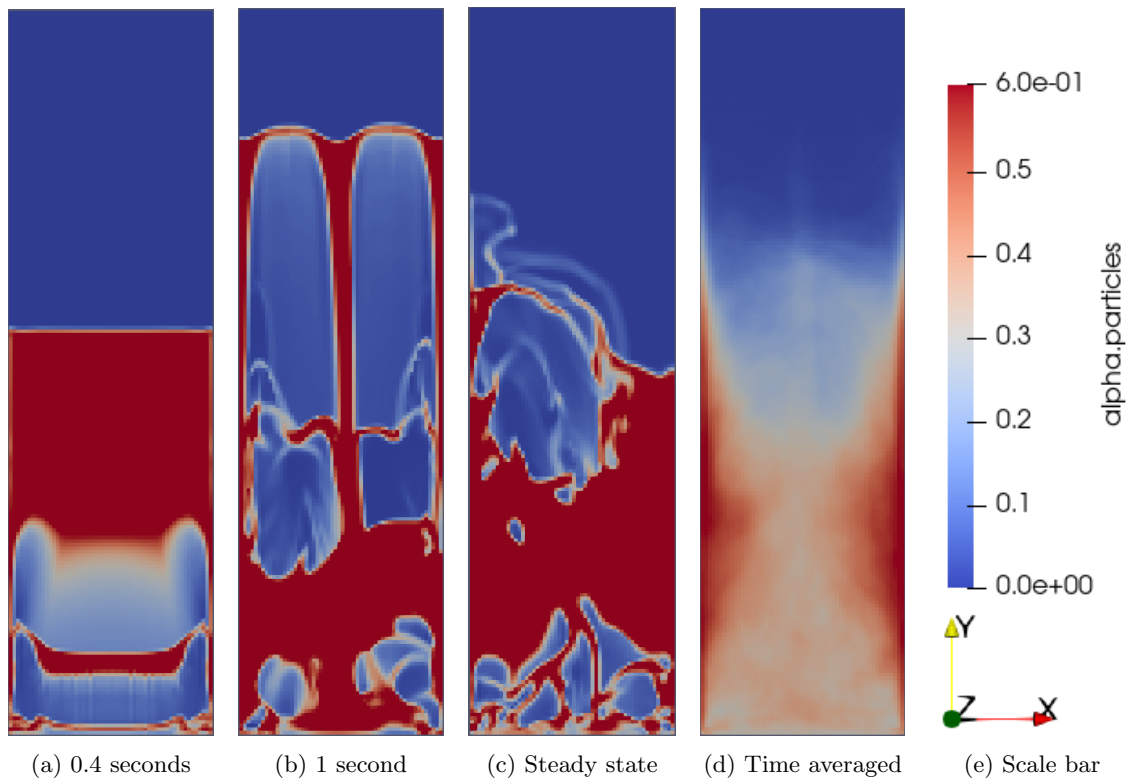 6.0e-01
0.5
0.4
0.3
0.2
0.1
0.0e+00
alpha.particles
Y
Z
X
(a) 0.4 seconds
(b) 1 second
(c) Steady state
(d) Time averaged
(e) Scale bar